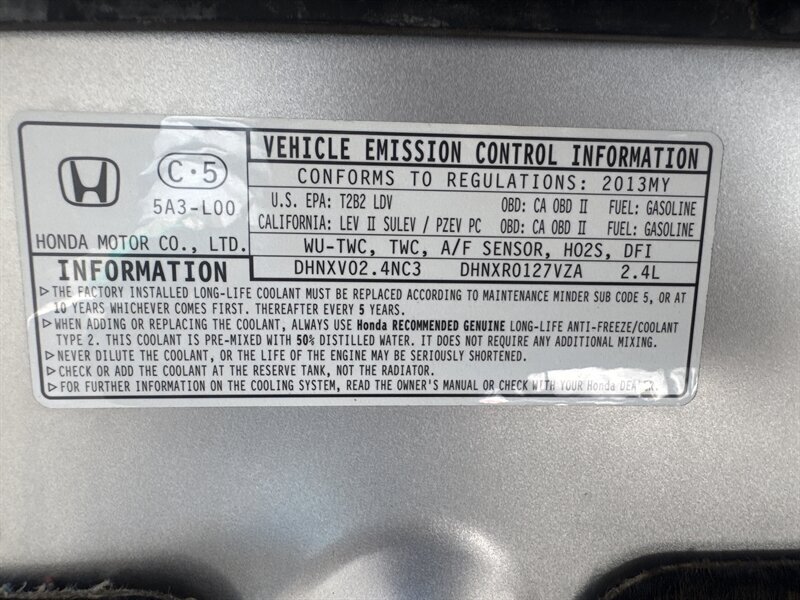 VEHICLE EMISSION CONTROL INFORMATION
C·5
CONFORMS TO REGULATIONS: 2013MY
5A3-L00
U.S. EPA: T2B2 LDV OBD: CA OBD II FUEL: GASOLINE
CALIFORNIA: LEV II SULEV / PZEV PC OBD: CA OBD II FUEL: GASOLINE
HONDA MOTOR CO., LTD.
WU-TWC, TWC, A/F SENSOR, HO2S, DFI
INFORMATION
DHNXV02.4NC3 DHNXR0127VZA 2.4L
▷THE FACTORY INSTALLED LONG-LIFE COOLANT MUST BE REPLACED ACCORDING TO MAINTENANCE MINDER SUB CODE 5, OR AT
10 YEARS WHICHEVER COMES FIRST. THEREAFTER EVERY 5 YEARS.
▷WHEN ADDING OR REPLACING THE COOLANT, ALWAYS USE Honda RECOMMENDED GENUINE LONG-LIFE ANTI-FREEZE/COOLANT
TYPE 2. THIS COOLANT IS PRE-MIXED WITH 50% DISTILLED WATER. IT DOES NOT REQUIRE ANY ADDITIONAL MIXING.
▷NEVER DILUTE THE COOLANT, OR THE LIFE OF THE ENGINE MAY BE SERIOUSLY SHORTENED.
▷CHECK OR ADD THE COOLANT AT THE RESERVE TANK, NOT THE RADIATOR.
▷FOR FURTHER INFORMATION ON THE COOLING SYSTEM, READ THE OWNER'S MANUAL OR CHECK WITH YOUR Honda DEALER.